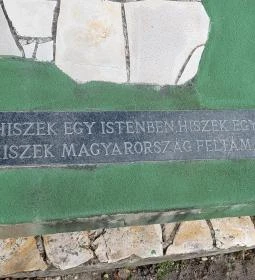 HISZEK EGY ISTENBEN, HISZEK EGY
HISZEK MAGYARORSZÁG FELTÁM